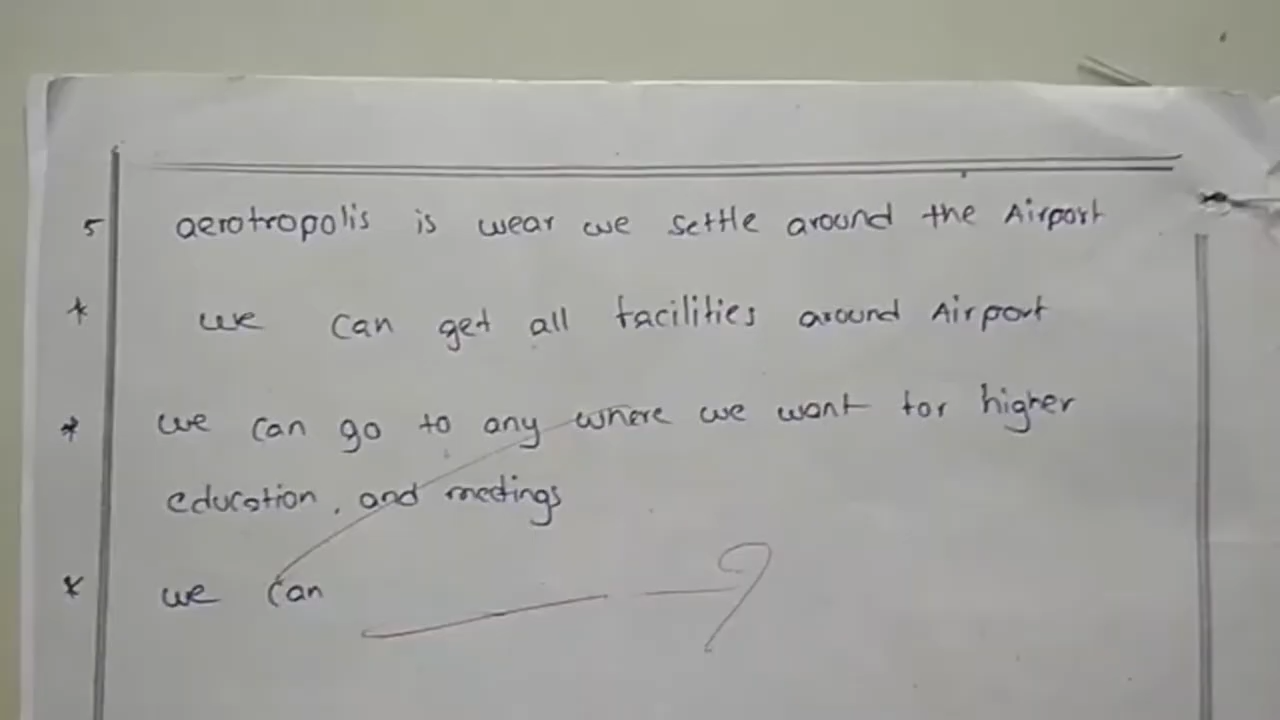 5 aerotropolis is wear we settle around the Airport
* we can get all facilities around Airport
* we can go to any where we want for higher
education, and meetings
* we can